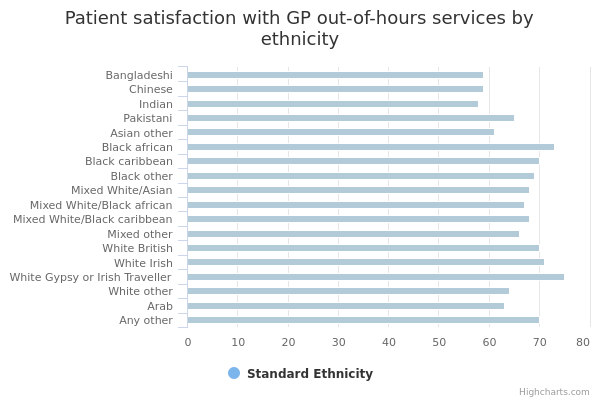 Patient satisfaction with GP out-of-hours services by
ethnicity
Bangladeshi
Chinese
Indian
Pakistani
Asian other
Black african
Black caribbean
Black other
Mixed White/Asian
Mixed White/Black african
Mixed White/Black caribbean
Mixed other
White British
White Irish
White Gypsy or Irish Traveller
White other
Arab
Any other
0 10 20 30 40 50 60 70 80
Standard Ethnicity
Highcharts.com